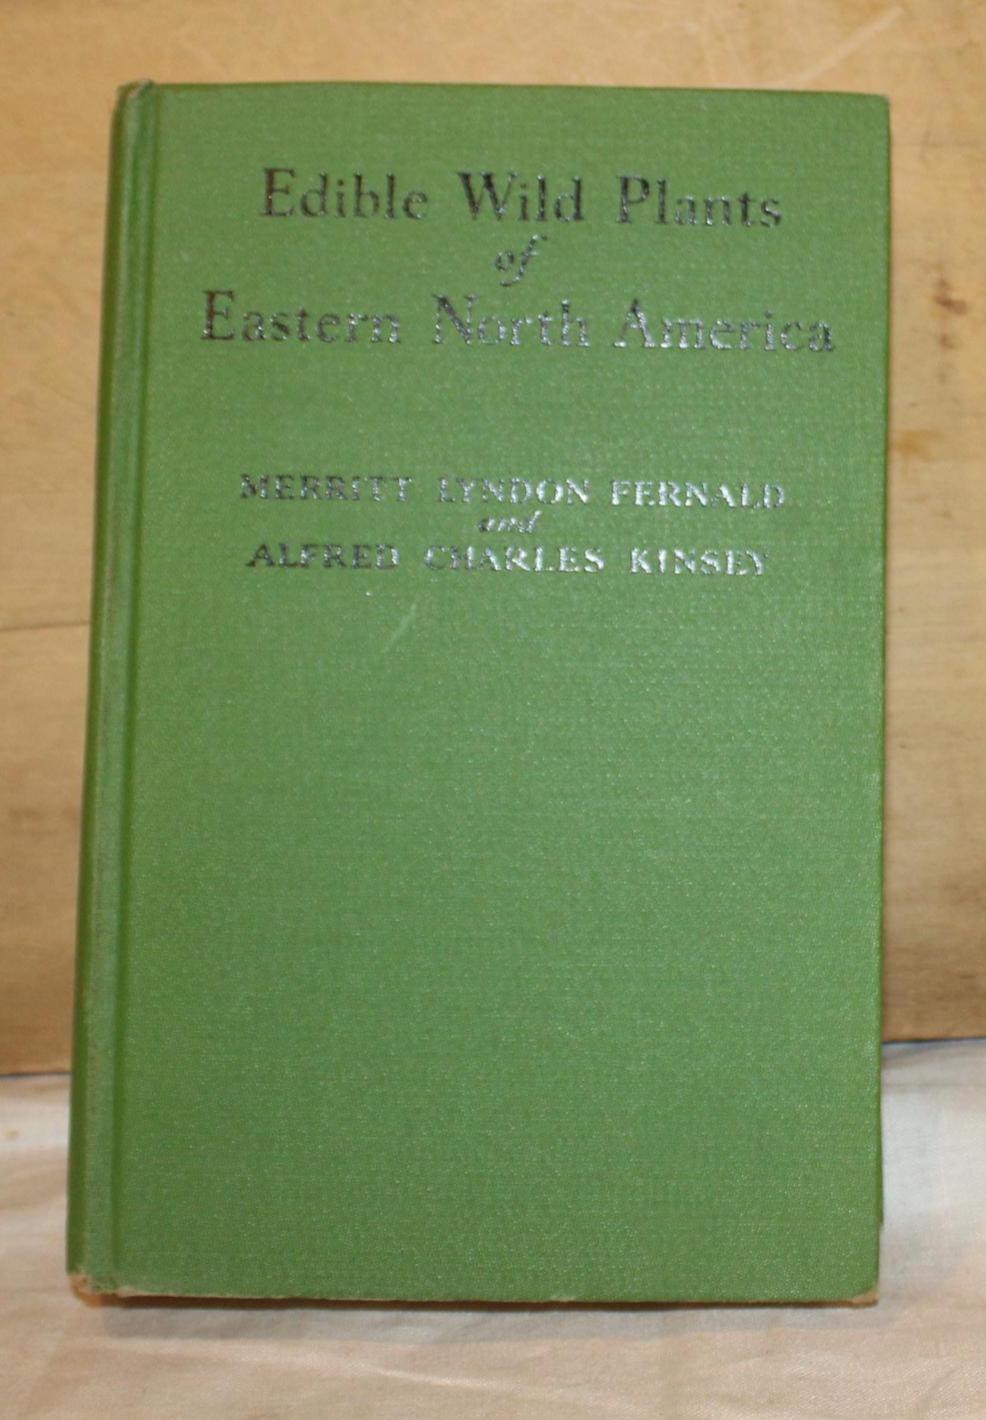 Edible Wild Plants
of
Eastern North America
MERRITT LYNDON FERNALD
and
ALFRED CHARLES KINSEY